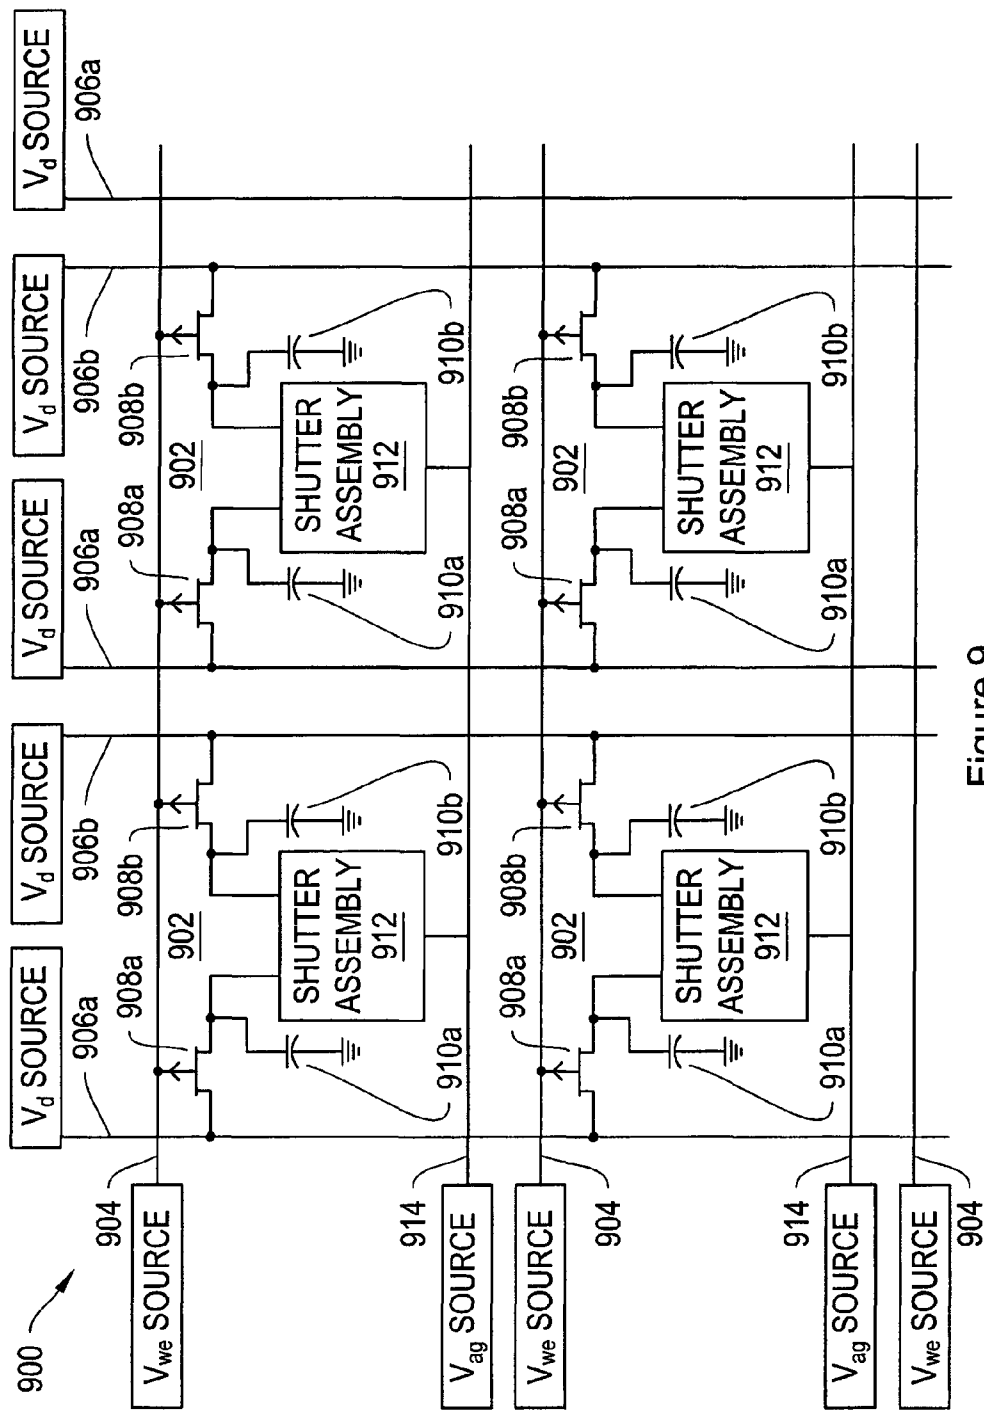 900
V_d SOURCE
V_d SOURCE
V_d SOURCE
V_d SOURCE
V_d SOURCE
906a
906b
906a
906b
906a
904
908a
908b
908a
908b
V_we SOURCE
902
902
SHUTTER
ASSEMBLY
912
SHUTTER
ASSEMBLY
912
914
910a
910b
910a
910b
V_ag SOURCE
908a
908b
908a
908b
V_we SOURCE
902
902
904
SHUTTER
ASSEMBLY
912
SHUTTER
ASSEMBLY
912
914
910a
910b
910a
910b
V_ag SOURCE
V_we SOURCE
904
Figure 9